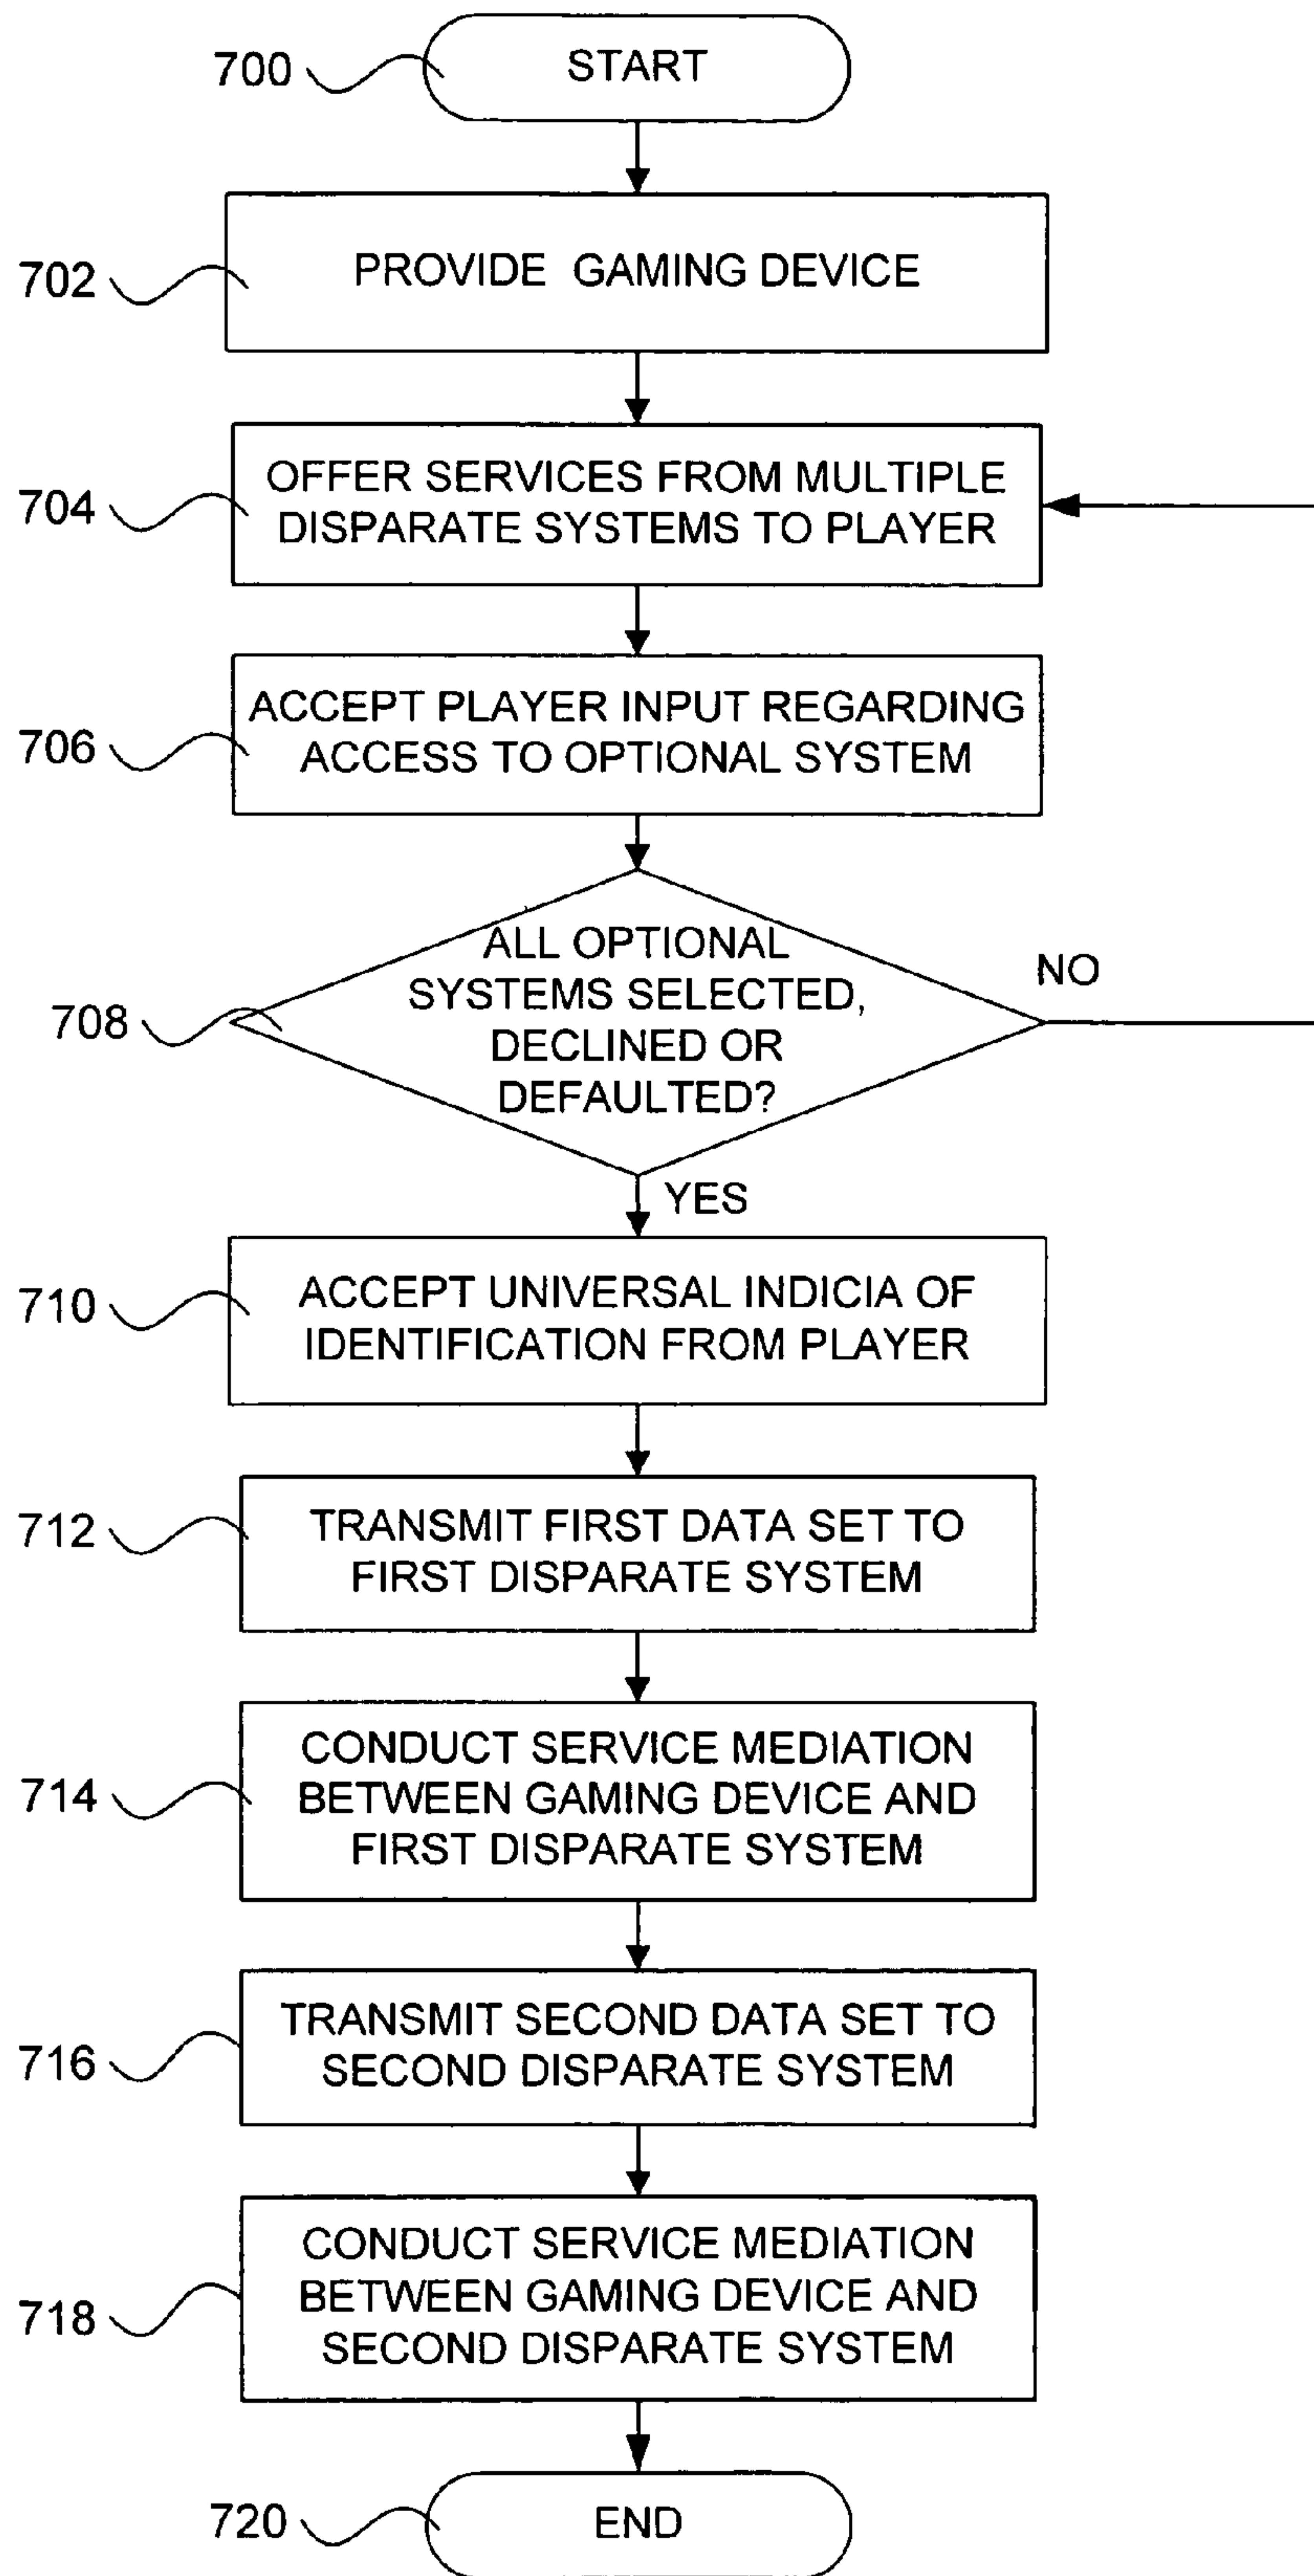 700
START
702
PROVIDE GAMING DEVICE
704
OFFER SERVICES FROM MULTIPLE
DISPARATE SYSTEMS TO PLAYER
706
ACCEPT PLAYER INPUT REGARDING
ACCESS TO OPTIONAL SYSTEM
708
ALL OPTIONAL
SYSTEMS SELECTED,
DECLINED OR
DEFAULTED?
NO
YES
710
ACCEPT UNIVERSAL INDICIA OF
IDENTIFICATION FROM PLAYER
712
TRANSMIT FIRST DATA SET TO
FIRST DISPARATE SYSTEM
714
CONDUCT SERVICE MEDIATION
BETWEEN GAMING DEVICE AND
FIRST DISPARATE SYSTEM
716
TRANSMIT SECOND DATA SET TO
SECOND DISPARATE SYSTEM
718
CONDUCT SERVICE MEDIATION
BETWEEN GAMING DEVICE AND
SECOND DISPARATE SYSTEM
720
END